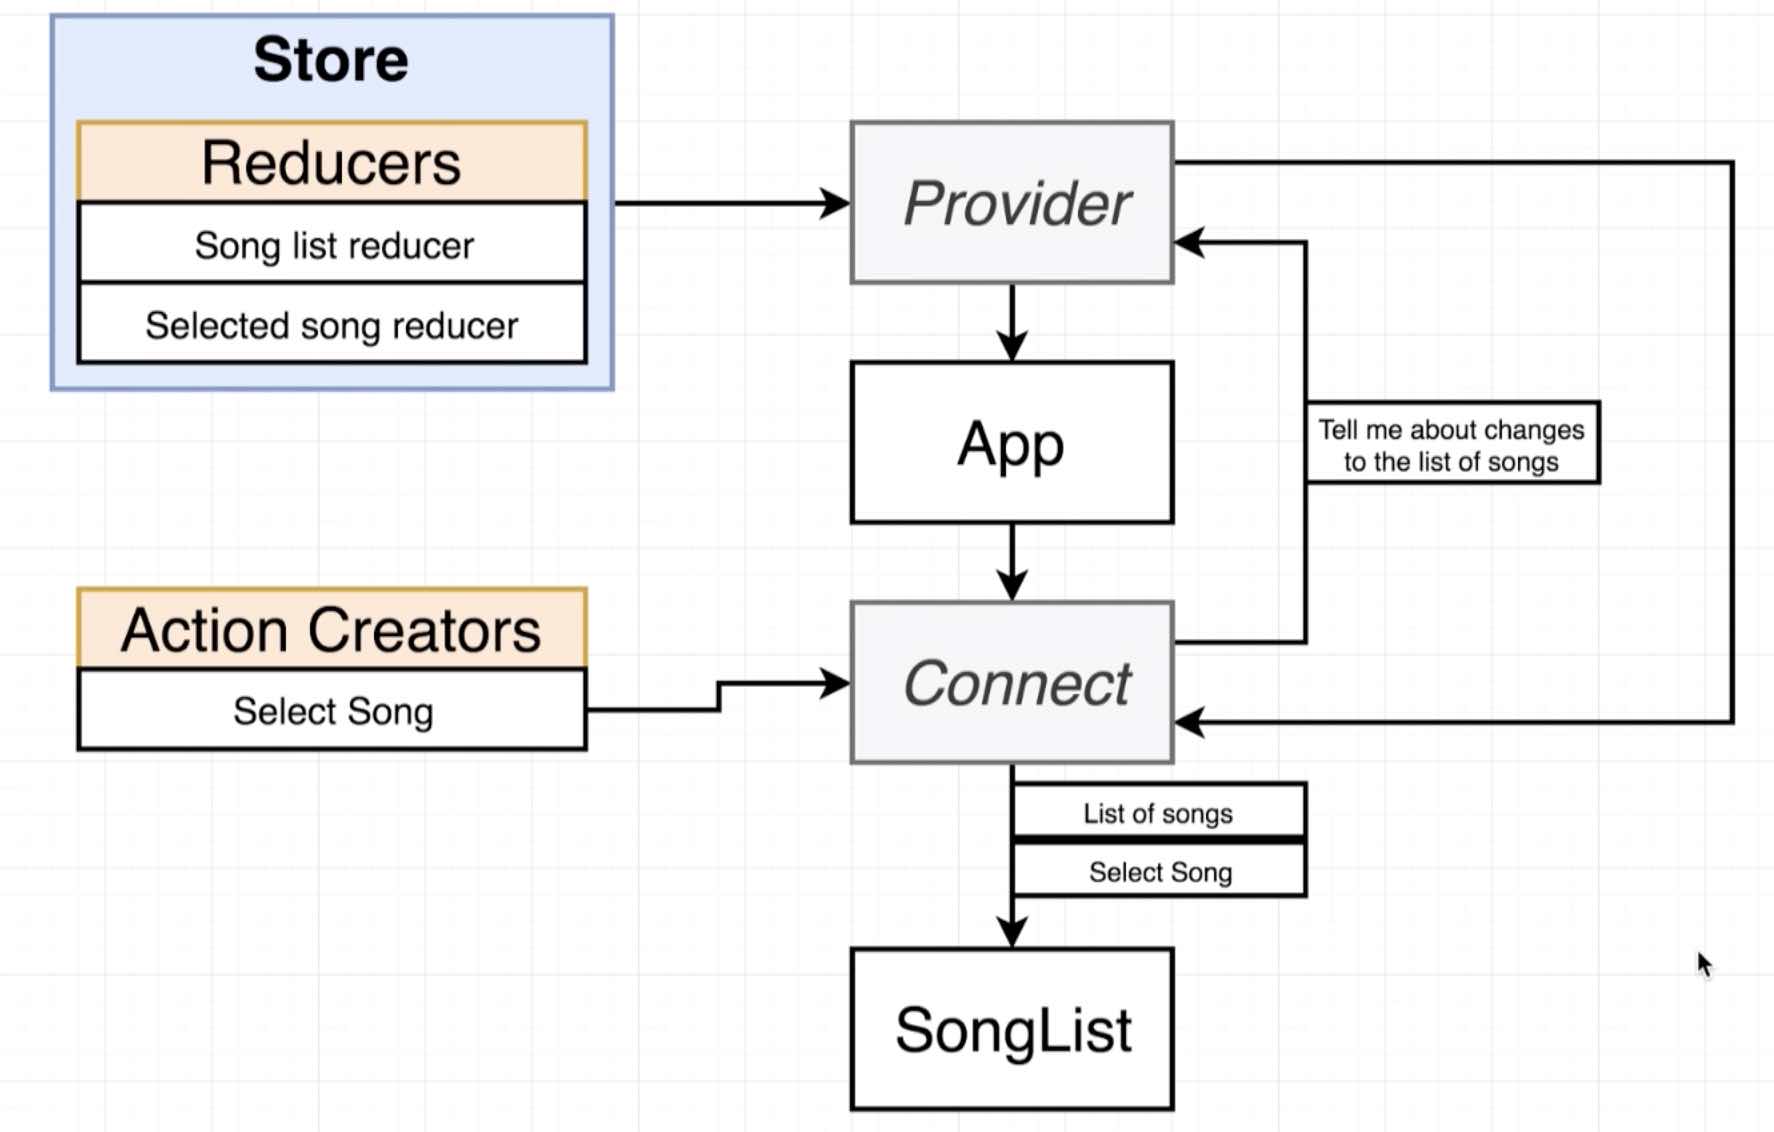 Store
Reducers
Song list reducer
Selected song reducer
Provider
App
Tell me about changes
to the list of songs
Action Creators
Select Song
Connect
List of songs
Select Song
SongList